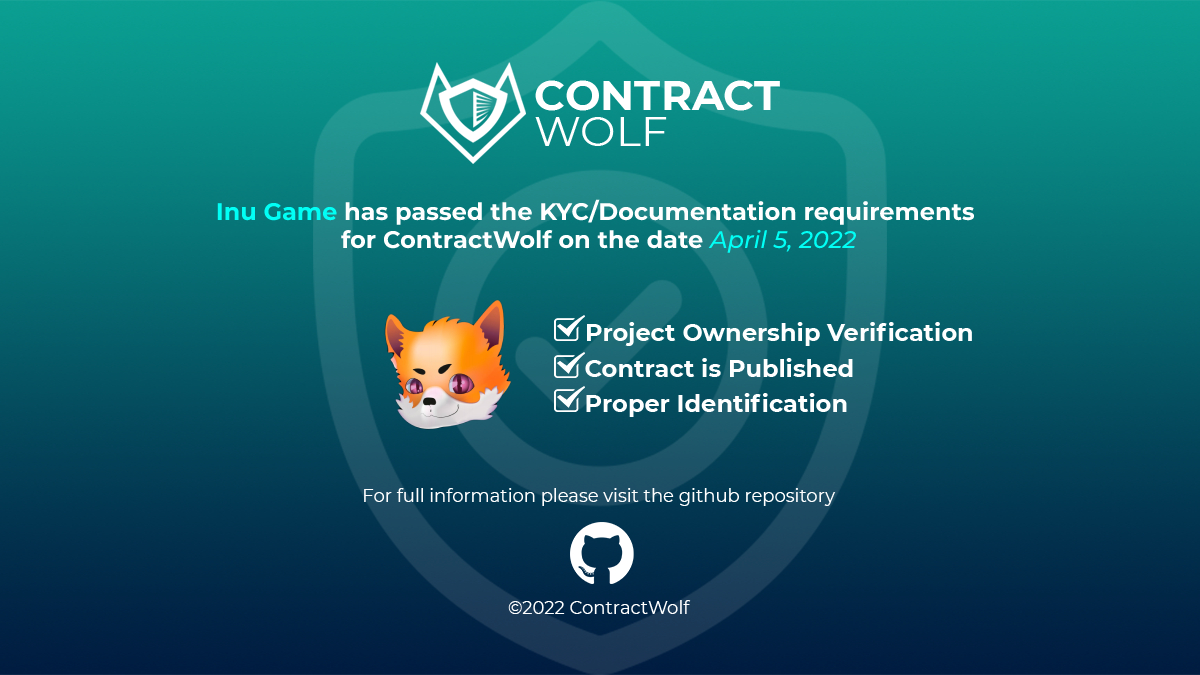 CONTRACT
WOLF
Inu Game has passed the KYC/Documentation requirements
for ContractWolf on the date April 5, 2022
Project Ownership Verification
Contract is Published
Proper Identification
For full information please visit the github repository
©2022 ContractWolf